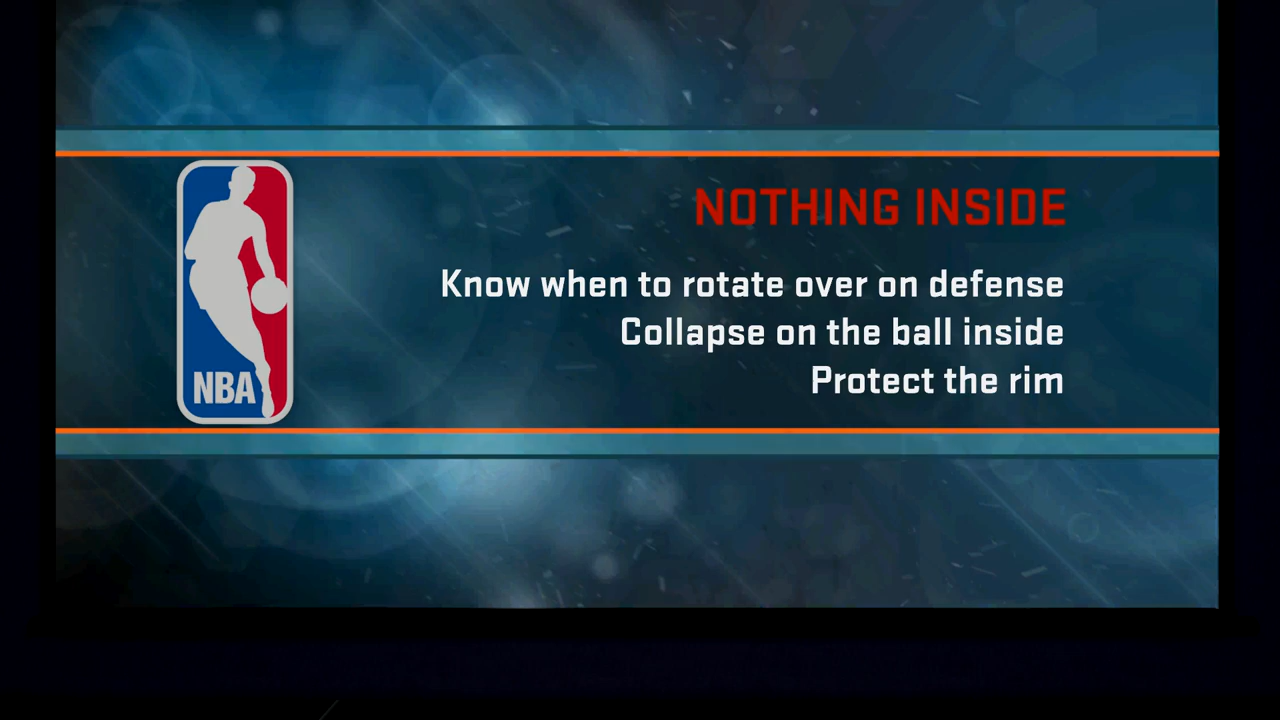 NOTHING INSIDE
Know when to rotate over on defense
Collapse on the ball inside
Protect the rim
NBA